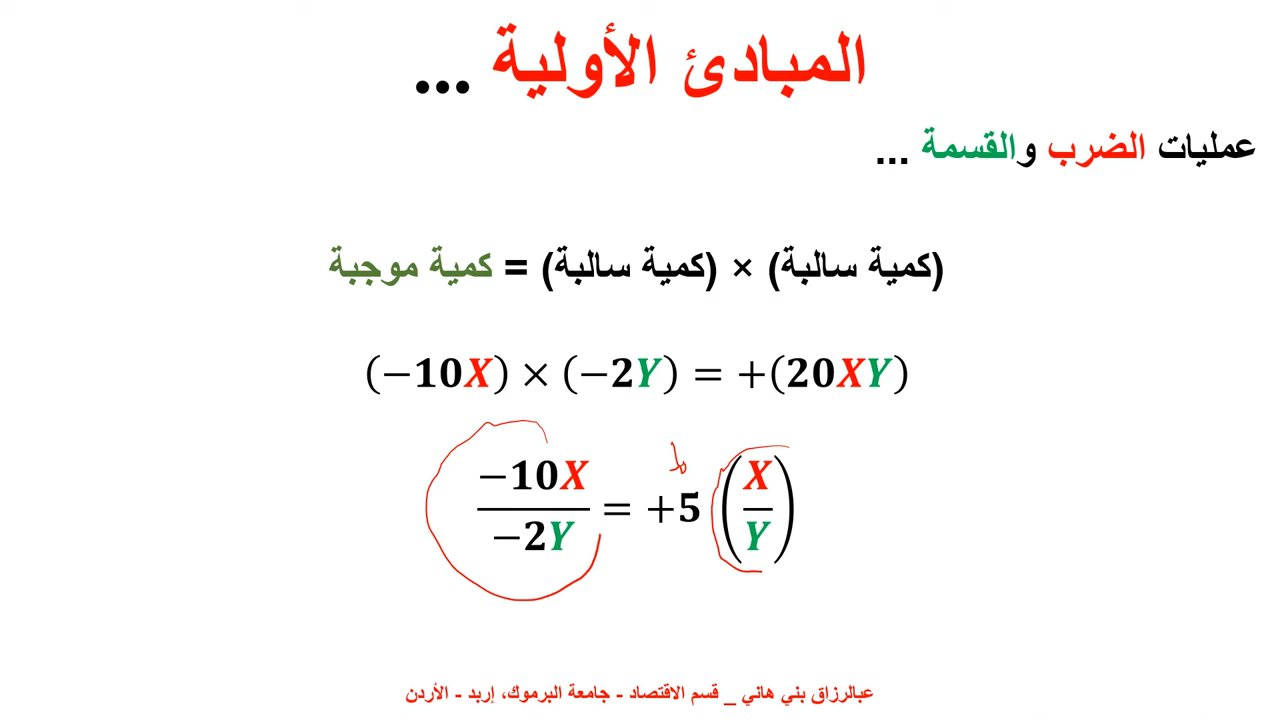 المبادئ الأولية ...
عمليات الضرب والقسمة ...
(كمية سالبة) × (كمية سالبة) = كمية موجبة
(−10X) × (−2Y) = +(20XY)
−10X / −2Y = +5 (X / Y)
عبالرزاق بني هاني _ قسم الاقتصاد - جامعة اليرموك، إربد - الأردن